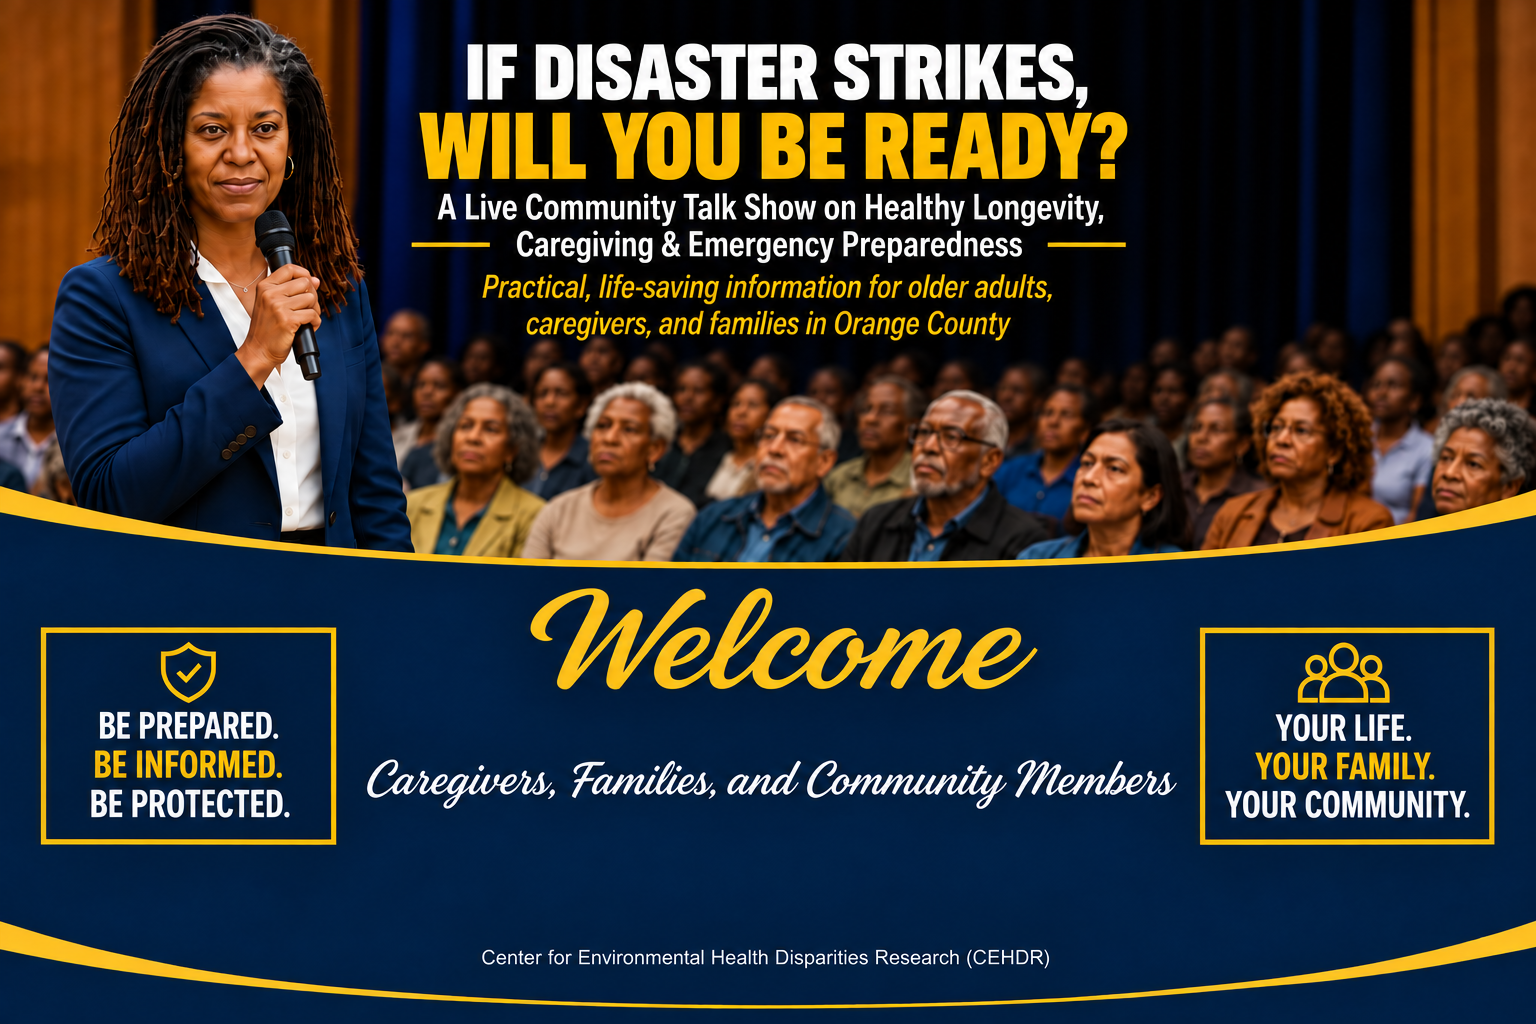 IF DISASTER STRIKES,
WILL YOU BE READY?
A Live Community Talk Show on Healthy Longevity,
Caregiving & Emergency Preparedness
Practical, life-saving information for older adults,
caregivers, and families in Orange County
Welcome
BE PREPARED.
BE INFORMED.
BE PROTECTED.
Caregivers, Families, and Community Members
YOUR LIFE.
YOUR FAMILY.
YOUR COMMUNITY.
Center for Environmental Health Disparities Research (CEHDR)